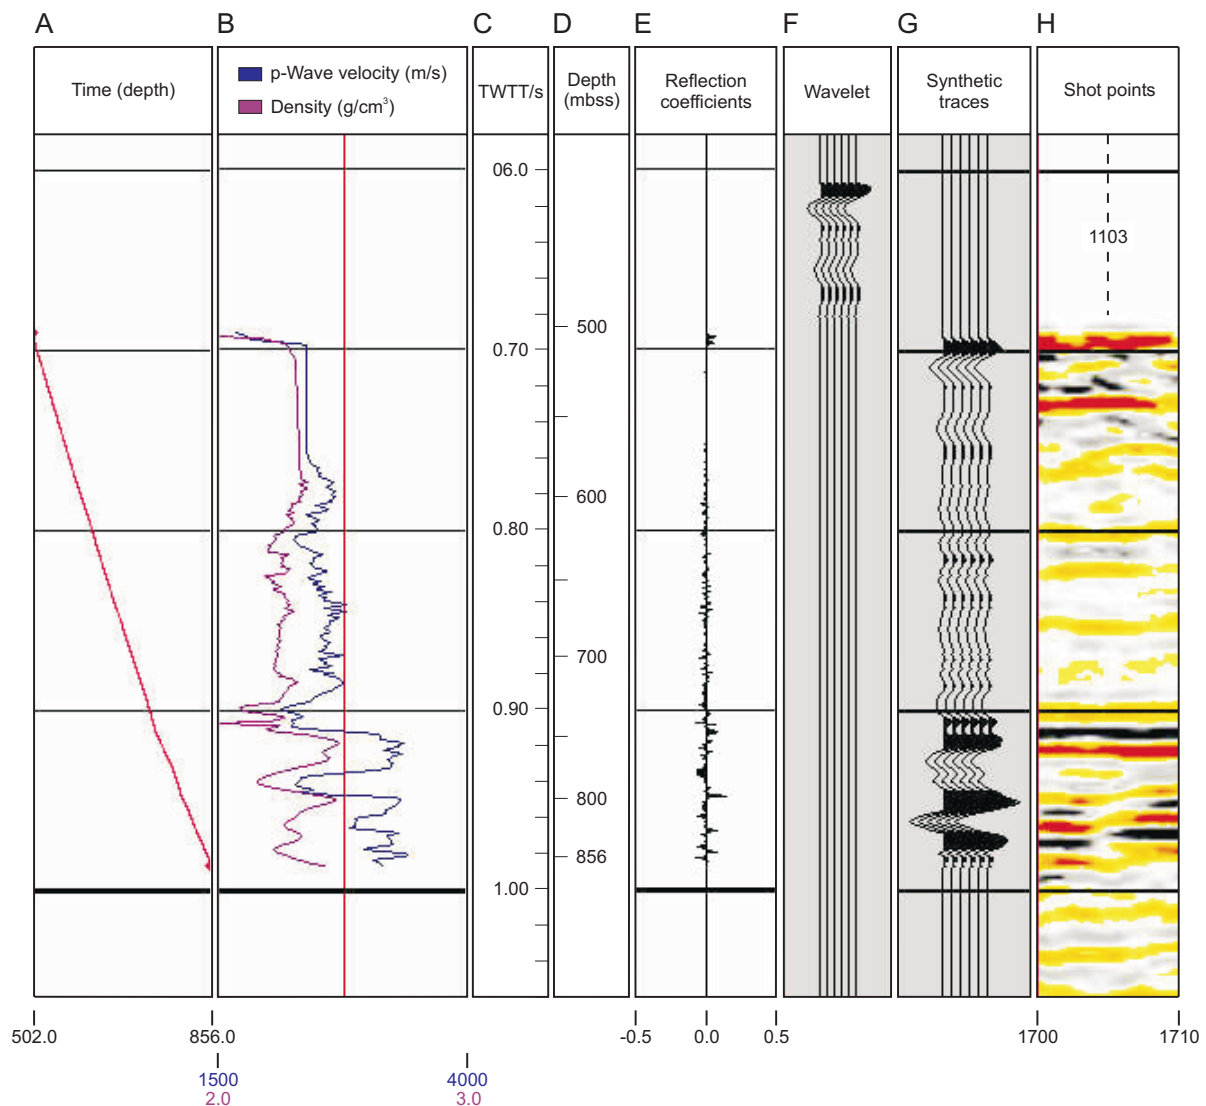 A B C D E F G H
Time (depth)
p-Wave velocity (m/s)
Density (g/cm³)
TWTT/s
Depth
(mbss)
Reflection
coefficients
Wavelet
Synthetic
traces
Shot points
06.0
0.70
0.80
0.90
1.00
500
600
700
800
856
1103
502.0 856.0
1500 4000
2.0 3.0
-0.5 0.0 0.5
1700 1710